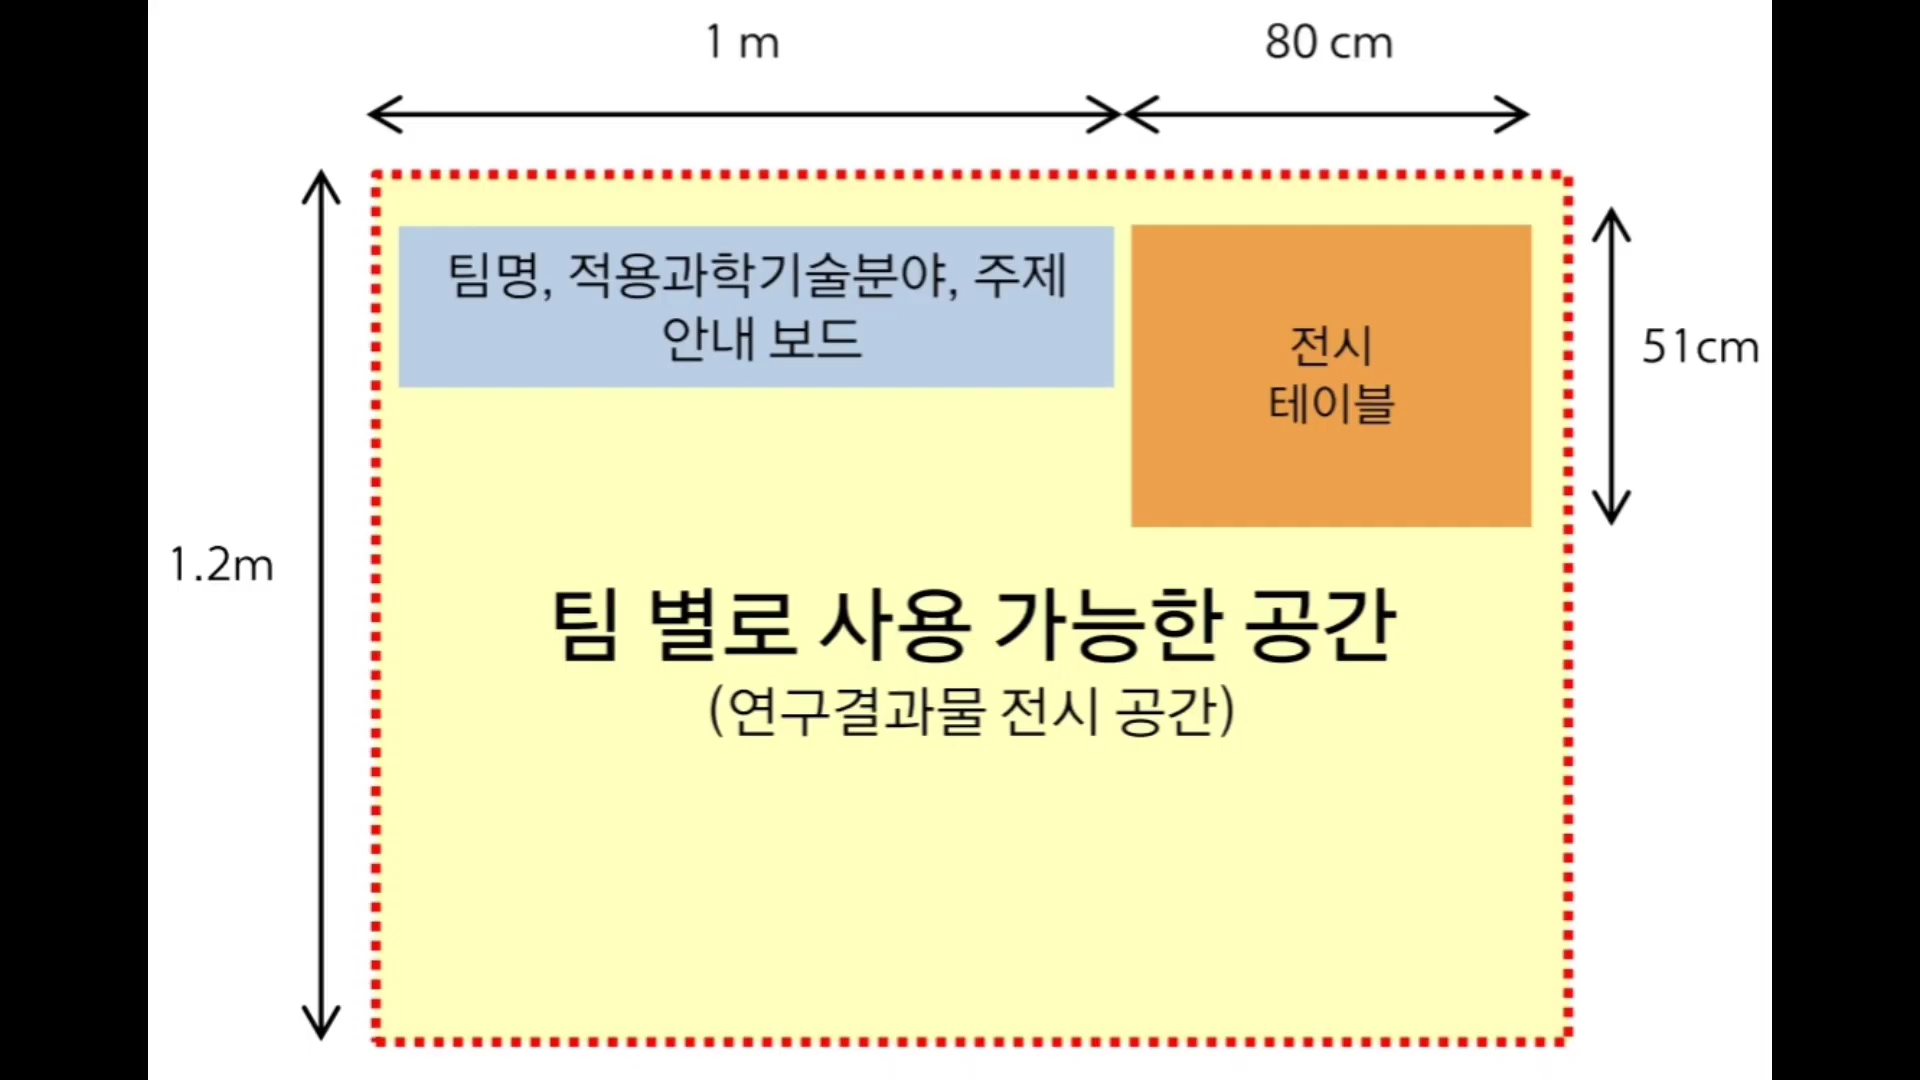 1 m
80 cm
팀명, 적용과학기술분야, 주제
안내 보드
전시
테이블
51cm
1.2m
팀 별로 사용 가능한 공간
(연구결과물 전시 공간)